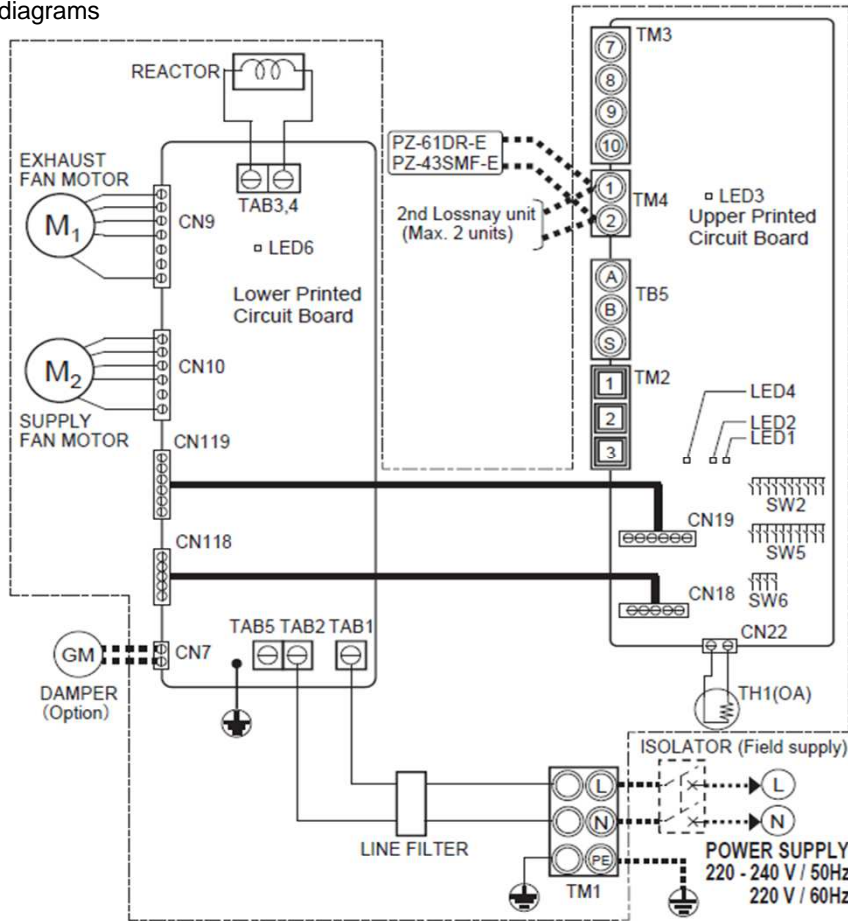 diagrams
REACTOR
EXHAUST
FAN MOTOR
M1
CN9
TAB3,4
LED6
Lower Printed
Circuit Board
M2
SUPPLY
FAN MOTOR
CN10
CN119
CN118
TAB5 TAB2 TAB1
GM
CN7
DAMPER
(Option)
PZ-61DR-E
PZ-43SMF-E
2nd Lossnay unit
(Max. 2 units)
7
8
9
10
TM3
1
2
TM4
LED3
Upper Printed
Circuit Board
A
B
S
TB5
1
2
3
TM2
LED4
LED2
LED1
SW2
CN19
SW5
CN18
SW6
CN22
TH1(OA)
ISOLATOR (Field supply)
L
L
N
N
PE
TM1
LINE FILTER
POWER SUPPLY
220 - 240 V / 50Hz
220 V / 60Hz